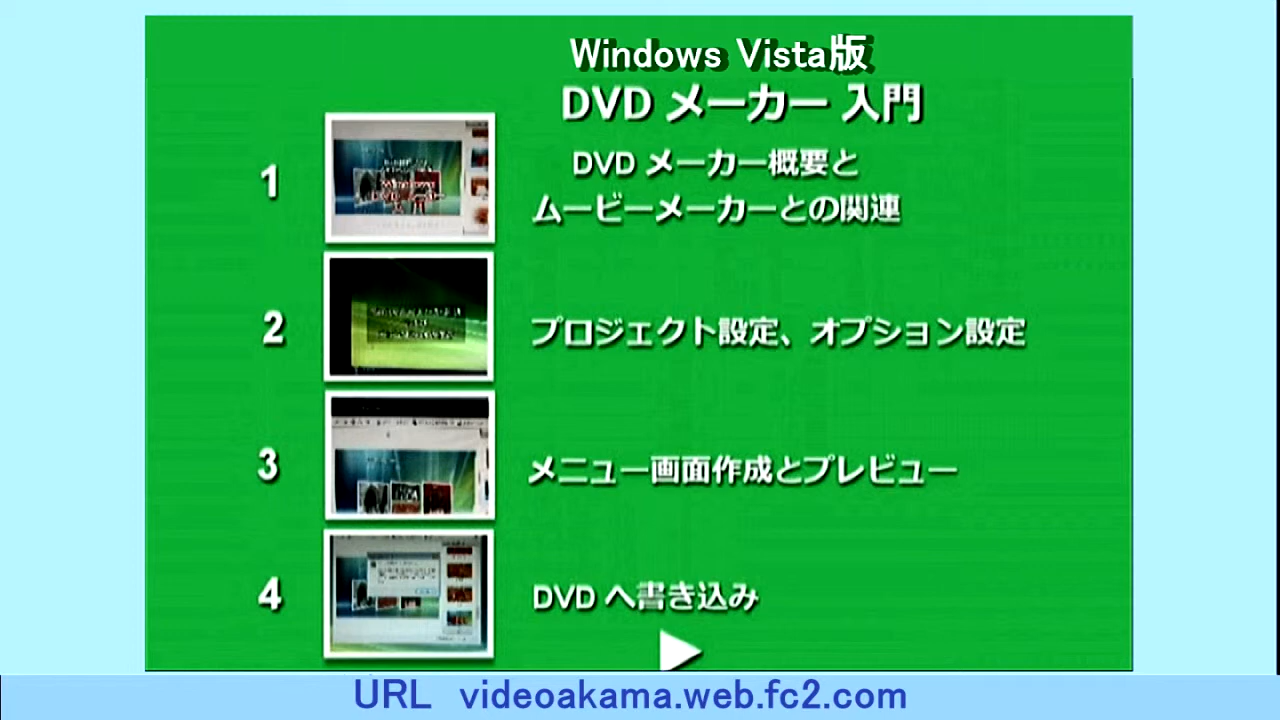 Windows Vista版
DVD メーカー 入門
1
DVD メーカー概要と
ムービーメーカーとの関連
2
プロジェクト設定、オプション設定
3
メニュー画面作成とプレビュー
4
DVD へ書き込み
URL videoakama.web.fc2.com